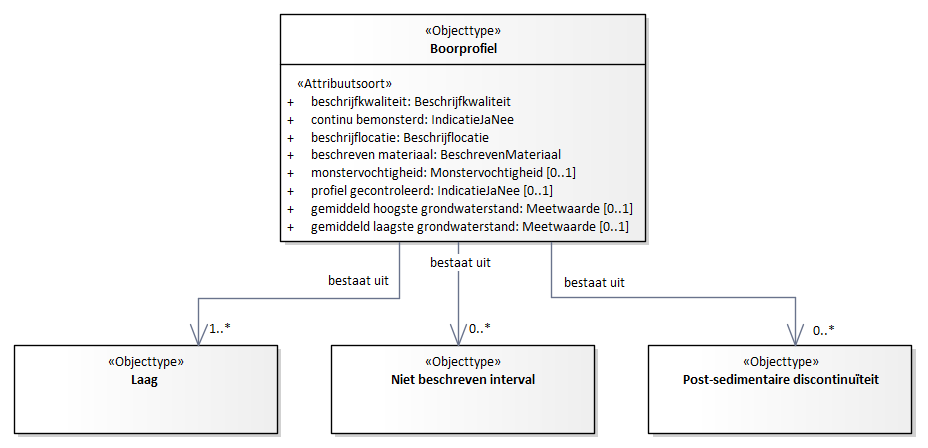 «Objecttype»
Boorprofiel
«Attribuutsoort»
+ beschrijfkwaliteit: Beschrijfkwaliteit
+ continu bemonsterd: IndicatieJaNee
+ beschrijflocatie: Beschrijflocatie
+ beschreven materiaal: BeschrevenMateriaal
+ monstervochtigheid: Monstervochtigheid [0..1]
+ profiel gecontroleerd: IndicatieJaNee [0..1]
+ gemiddeld hoogste grondwaterstand: Meetwaarde [0..1]
+ gemiddeld laagste grondwaterstand: Meetwaarde [0..1]
bestaat uit
bestaat uit
bestaat uit
1..*
0..*
0..*
«Objecttype»
Laag
«Objecttype»
Niet beschreven interval
«Objecttype»
Post-sedimentaire discontinuïteit